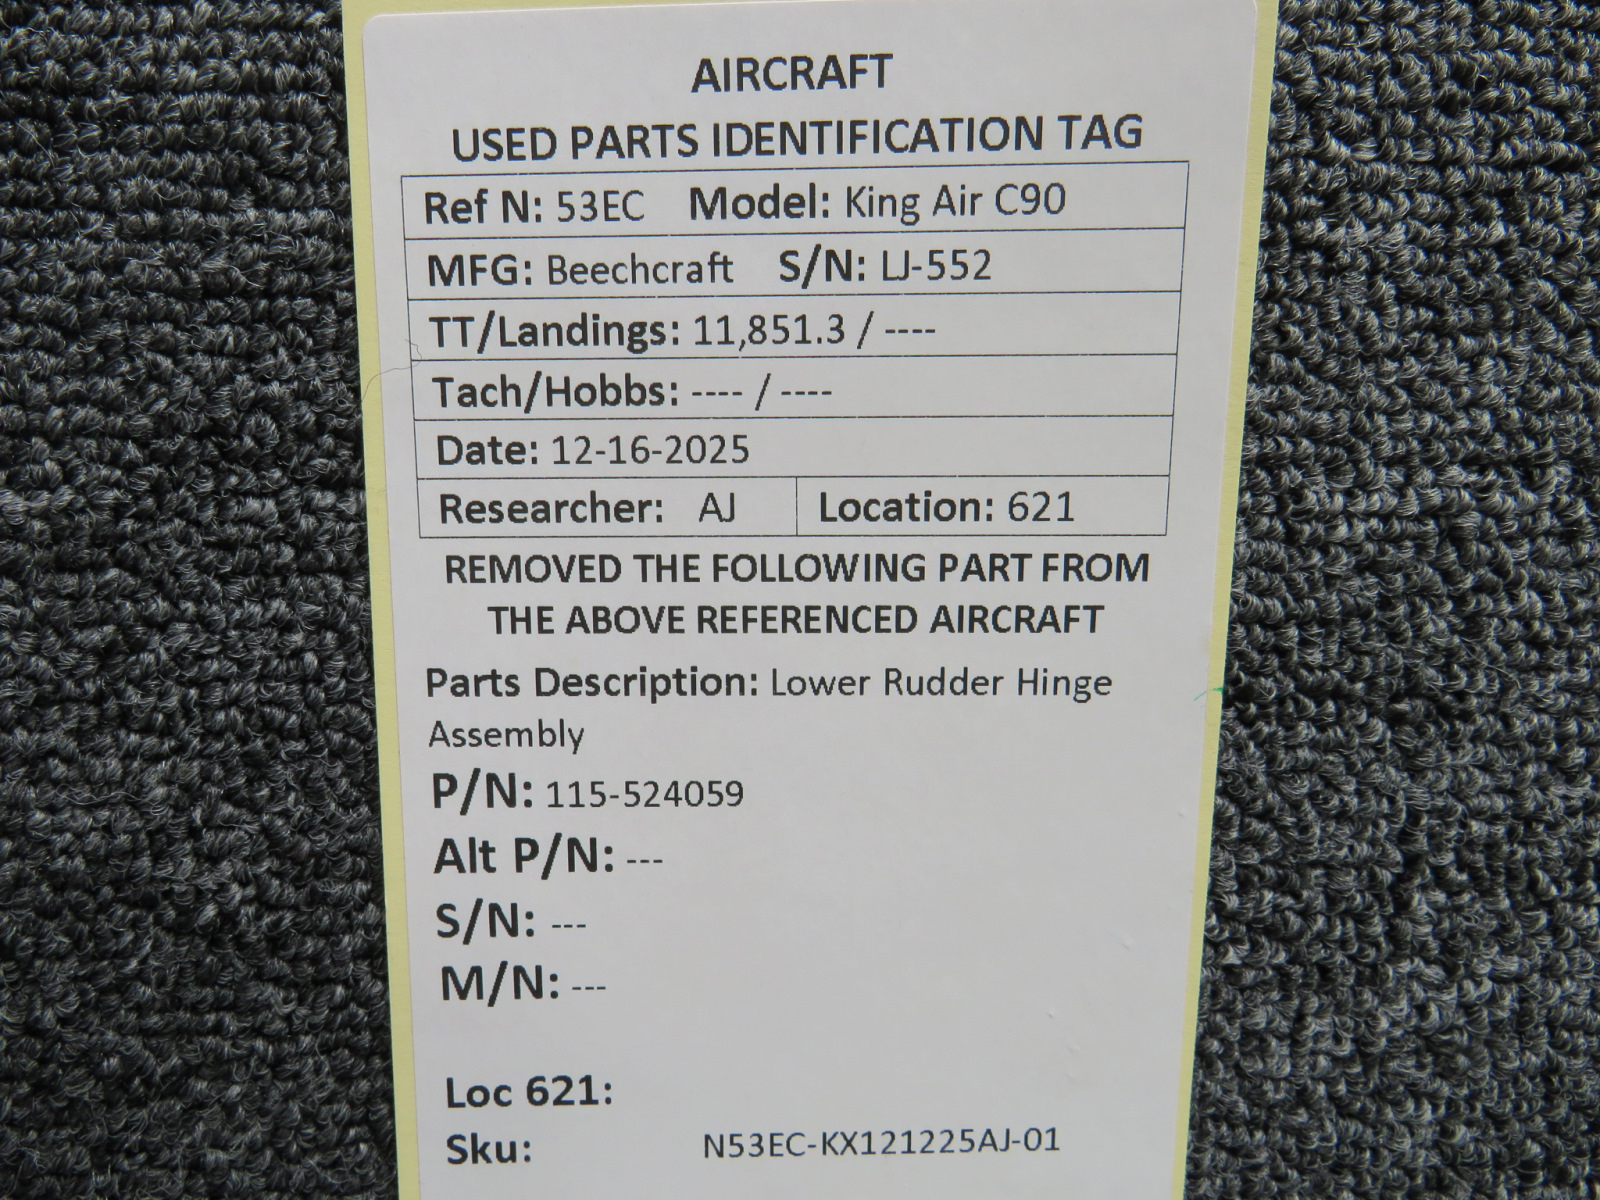 AIRCRAFT
USED PARTS IDENTIFICATION TAG
Ref N: 53EC Model: King Air C90
MFG: Beechcraft S/N: LJ-552
TT/Landings: 11,851.3 / ----
Tach/Hobbs: ---- / ----
Date: 12-16-2025
Researcher: AJ Location: 621
REMOVED THE FOLLOWING PART FROM
THE ABOVE REFERENCED AIRCRAFT
Parts Description: Lower Rudder Hinge
Assembly
P/N: 115-524059
Alt P/N: ---
S/N: ---
M/N: ---
Loc 621:
Sku: N53EC-KX121225AJ-01